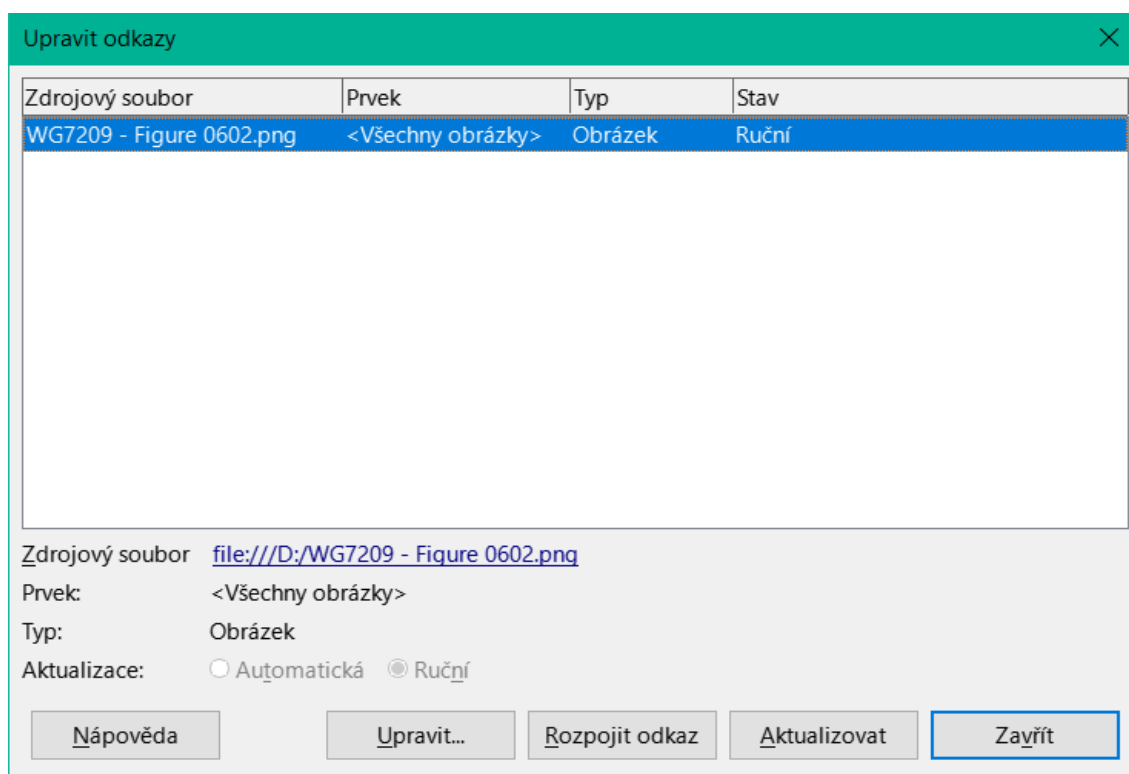 Upravit odkazy
Zdrojový soubor Prvek Typ Stav
WG7209 - Figure 0602.png <Všechny obrázky> Obrázek Ruční
Zdrojový soubor file:///D:/WG7209 - Figure 0602.png
Prvek: <Všechny obrázky>
Typ: Obrázek
Aktualizace: Automatická Ruční
Nápověda Upravit... Rozpojit odkaz Aktualizovat Zavřít